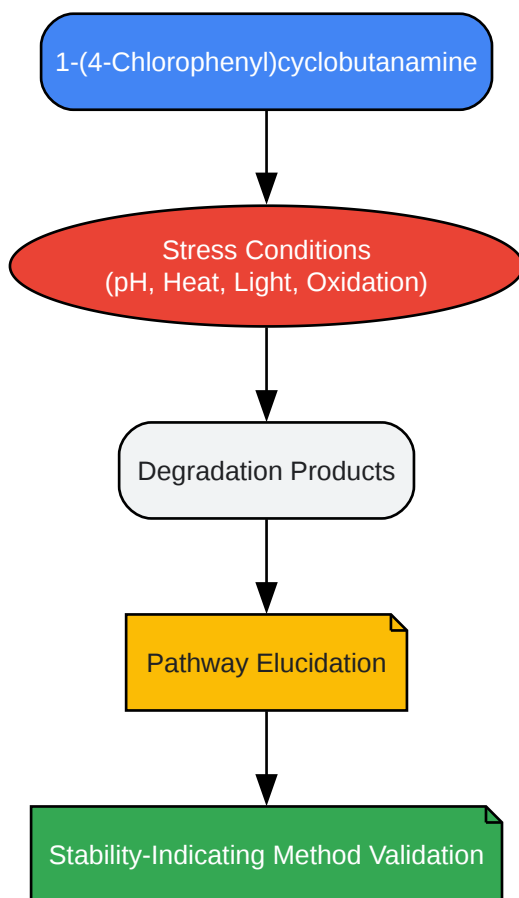 1-(4-Chlorophenyl)cyclobutanamine
Stress Conditions
(pH, Heat, Light, Oxidation)
Degradation Products
Pathway Elucidation
Stability-Indicating Method Validation